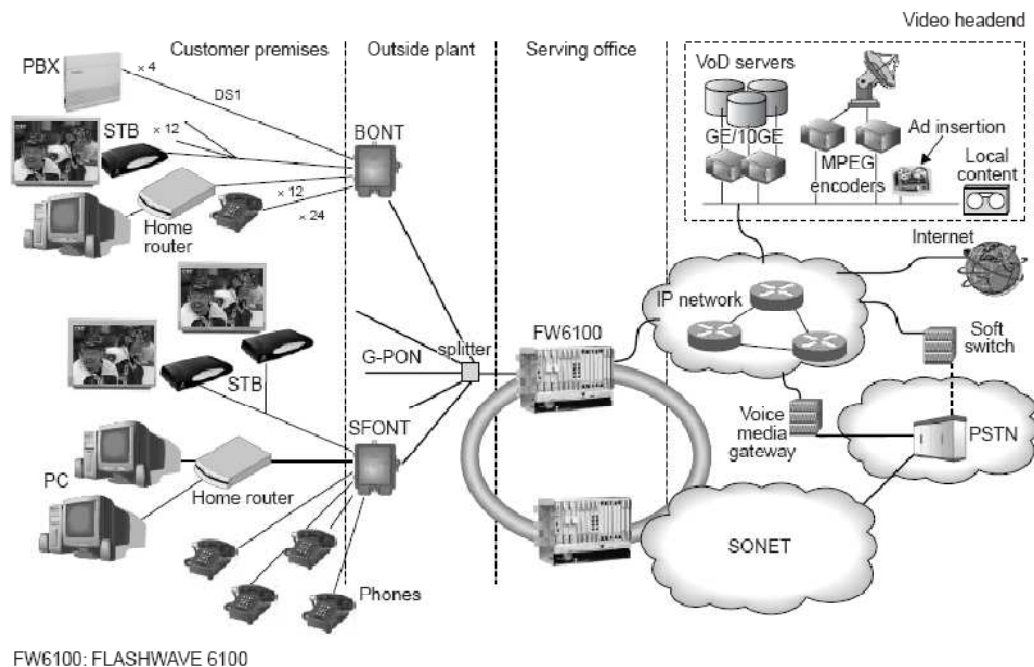 Video headend
Customer premises
Outside plant
Serving office
PBX
× 4
DS1
VoD servers
STB
× 12
BONT
GE/10GE
Ad insertion
MPEG
encoders
Local
content
× 12
× 24
Home
router
Internet
IP network
FW6100
splitter
G-PON
Soft
switch
STB
SFONT
Voice
media
gateway
PSTN
PC
Home router
SONET
Phones
FW6100: FLASHWAVE 6100